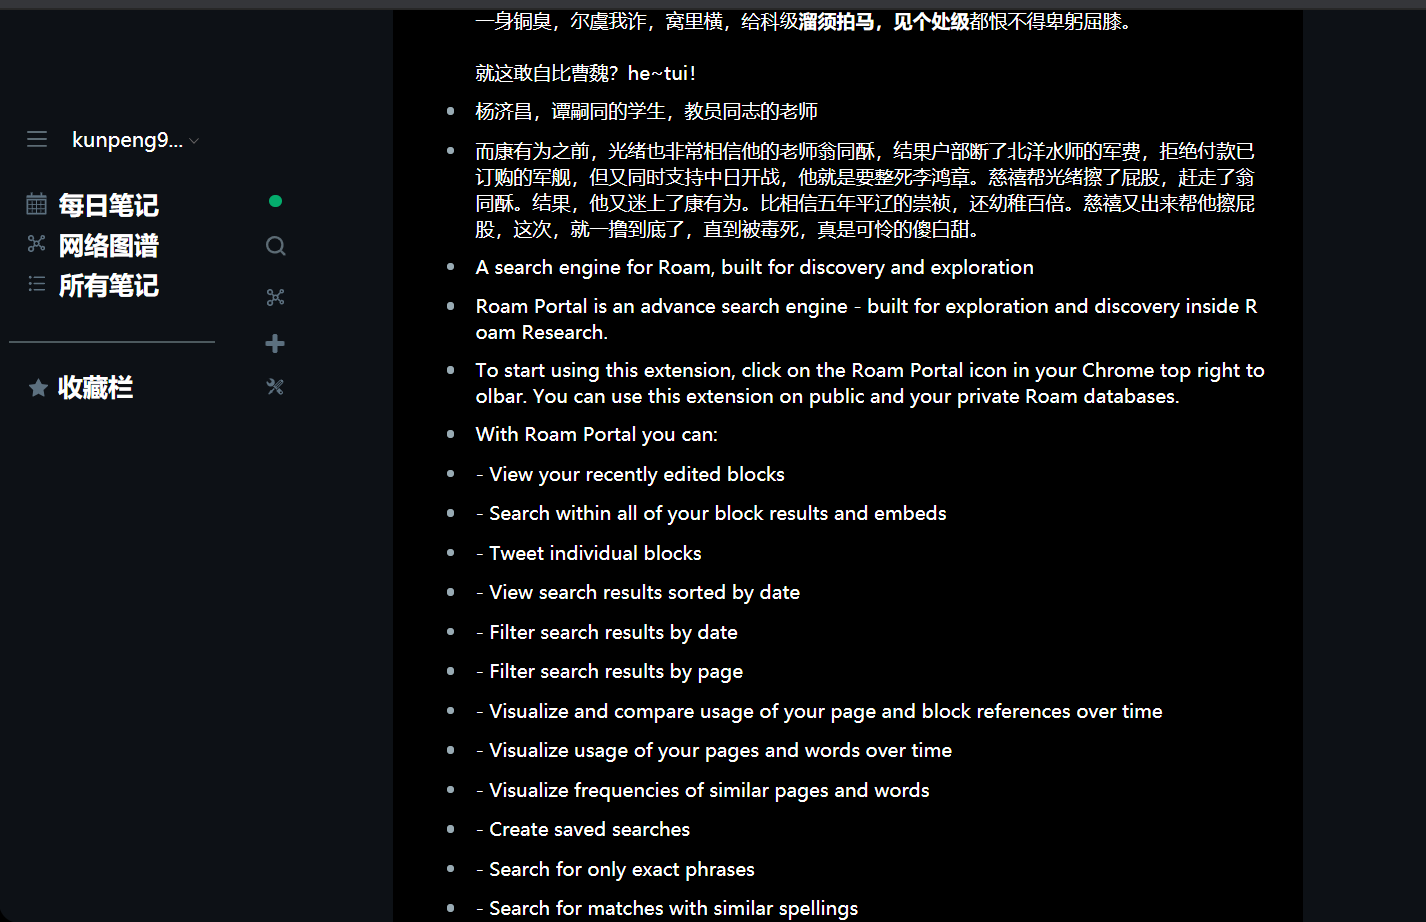 kunpeng9...
每日笔记
网络图谱
所有笔记
收藏栏
一身铜臭，尔虞我诈，窝里横，给科级溜须拍马，见个处级都恨不得卑躬屈膝。
就这敢自比曹魏？he~tui！
杨济昌，谭嗣同的学生，教员同志的老师
而康有为之前，光绪也非常相信他的老师翁同酥，结果户部断了北洋水师的军费，拒绝付款已
订购的军舰，但又同时支持中日开战，他就是要整死李鸿章。慈禧帮光绪擦了屁股，赶走了翁
同酥。结果，他又迷上了康有为。比相信五年平辽的崇祯，还幼稚百倍。慈禧又出来帮他擦屁
股，这次，就一撸到底了，直到被毒死，真是可怜的傻白甜。
A search engine for Roam, built for discovery and exploration
Roam Portal is an advance search engine - built for exploration and discovery inside R
oam Research.
To start using this extension, click on the Roam Portal icon in your Chrome top right to
olbar. You can use this extension on public and your private Roam databases.
With Roam Portal you can:
- View your recently edited blocks
- Search within all of your block results and embeds
- Tweet individual blocks
- View search results sorted by date
- Filter search results by date
- Filter search results by page
- Visualize and compare usage of your page and block references over time
- Visualize usage of your pages and words over time
- Visualize frequencies of similar pages and words
- Create saved searches
- Search for only exact phrases
- Search for matches with similar spellings